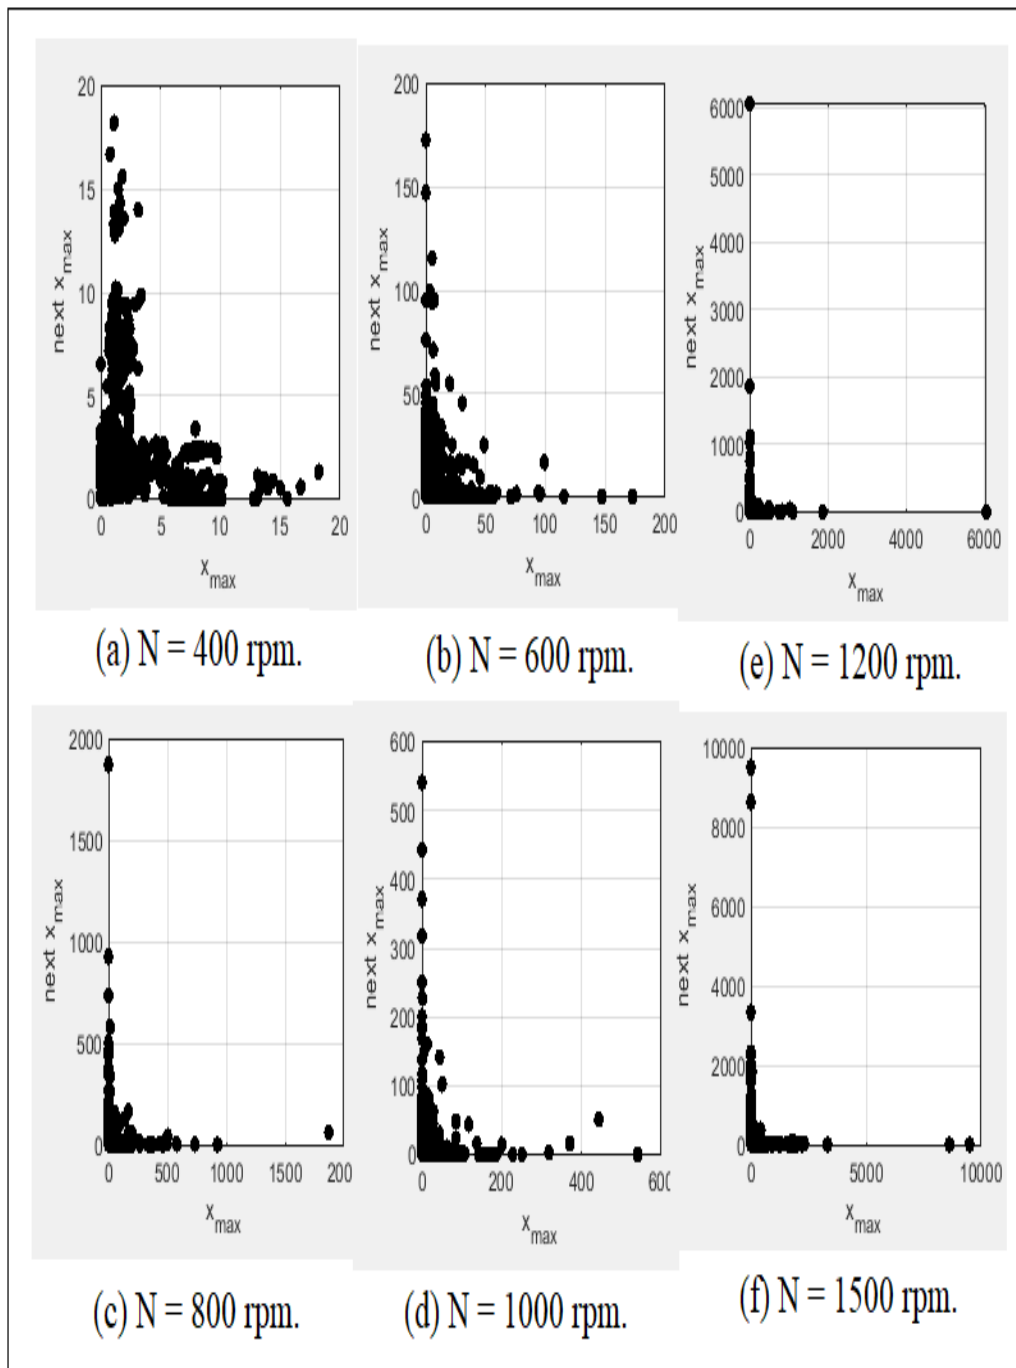 20
15
10
5
0
next x_max
0 5 10 15 20
x_max
(a) N = 400 rpm.
200
150
100
50
0
next x_max
0 50 100 150 200
x_max
(b) N = 600 rpm.
6000
5000
4000
3000
2000
1000
0
next x_max
0 2000 4000 6000
x_max
(e) N = 1200 rpm.
2000
1500
1000
500
0
next x_max
0 500 1000 1500 200
x_max
(c) N = 800 rpm.
600
500
400
300
200
100
0
next x_max
0 200 400 600
x_max
(d) N = 1000 rpm.
10000
8000
6000
4000
2000
0
next x_max
0 5000 10000
x_max
(f) N = 1500 rpm.